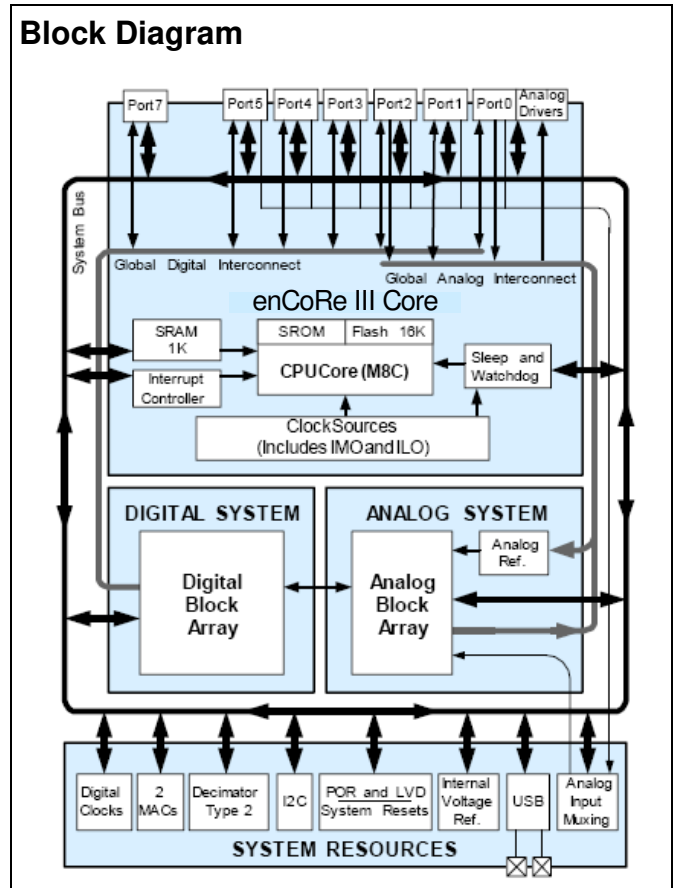 Block Diagram
Port7
Port5
Port4
Port3
Port2
Port1
Port0
Analog
Drivers
System Bus
Global Digital Interconnect
Global Analog Interconnect
enCoRe III Core
SRAM
1K
SROM
Flash 16K
CPUCore (M8C)
Interrupt
Controller
Sleep and
Watchdog
ClockSources
(Includes IMO and ILO)
DIGITAL SYSTEM
Digital
Block
Array
ANALOG SYSTEM
Analog
Block
Array
Analog
Ref.
Digital
Clocks
2
MACs
Decimator
Type 2
I2C
POR and LVD
System Resets
Internal
Voltage
Ref.
USB
Analog
Input
Muxing
SYSTEM RESOURCES